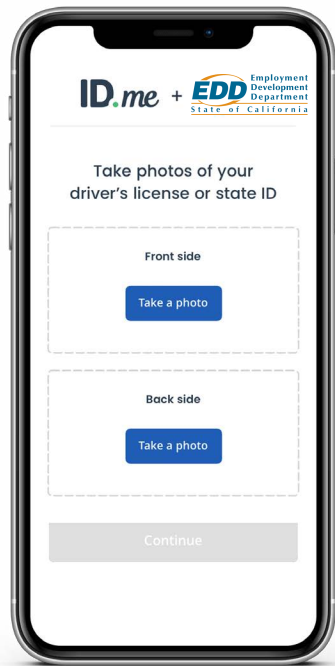 ID.me + EDD Employment
Development
Department
State of California
Take photos of your
driver's license or state ID
Front side
Take a photo
Back side
Take a photo
Continue